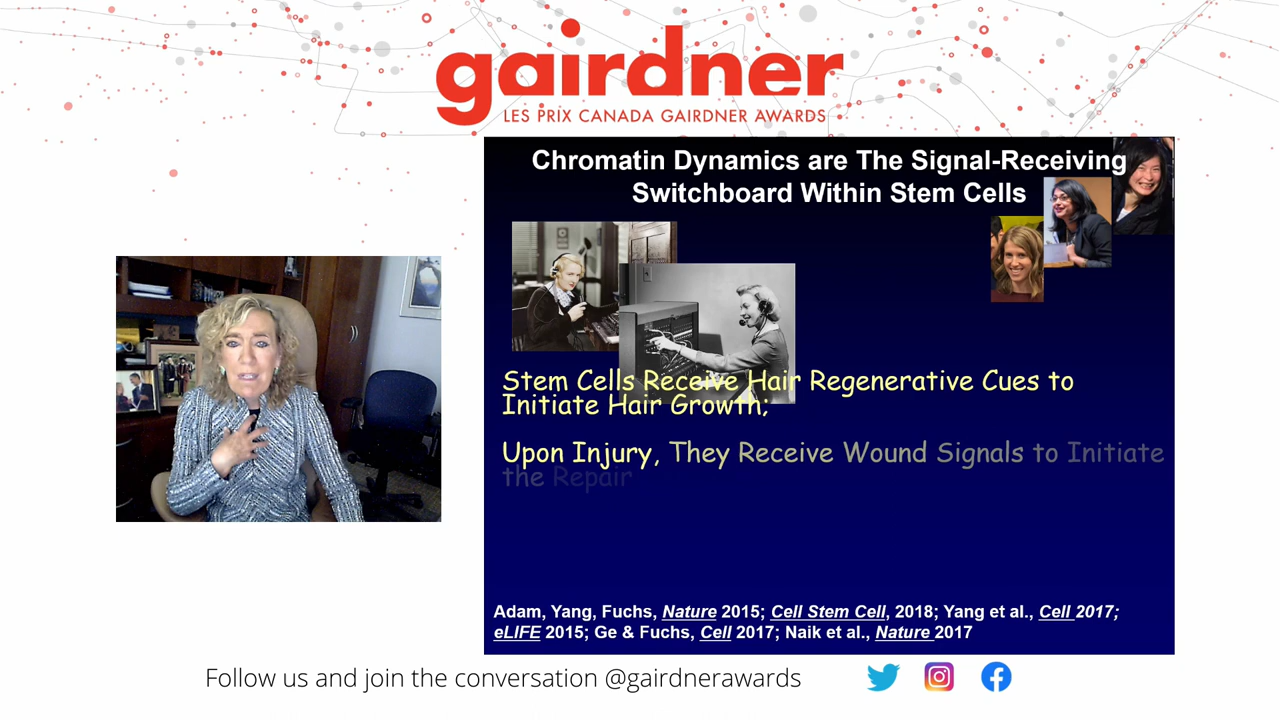 gairdner
LES PRIX CANADA GAIRDNER AWARDS
Chromatin Dynamics are The Signal-Receiving
Switchboard Within Stem Cells
Stem Cells Receive Hair Regenerative Cues to
Initiate Hair Growth;
Upon Injury, They Receive Wound Signals to Initiate
the Repair
Adam, Yang, Fuchs, Nature 2015; Cell Stem Cell, 2018; Yang et al., Cell 2017;
eLIFE 2015; Ge & Fuchs, Cell 2017; Naik et al., Nature 2017
Follow us and join the conversation @gairdnerawards